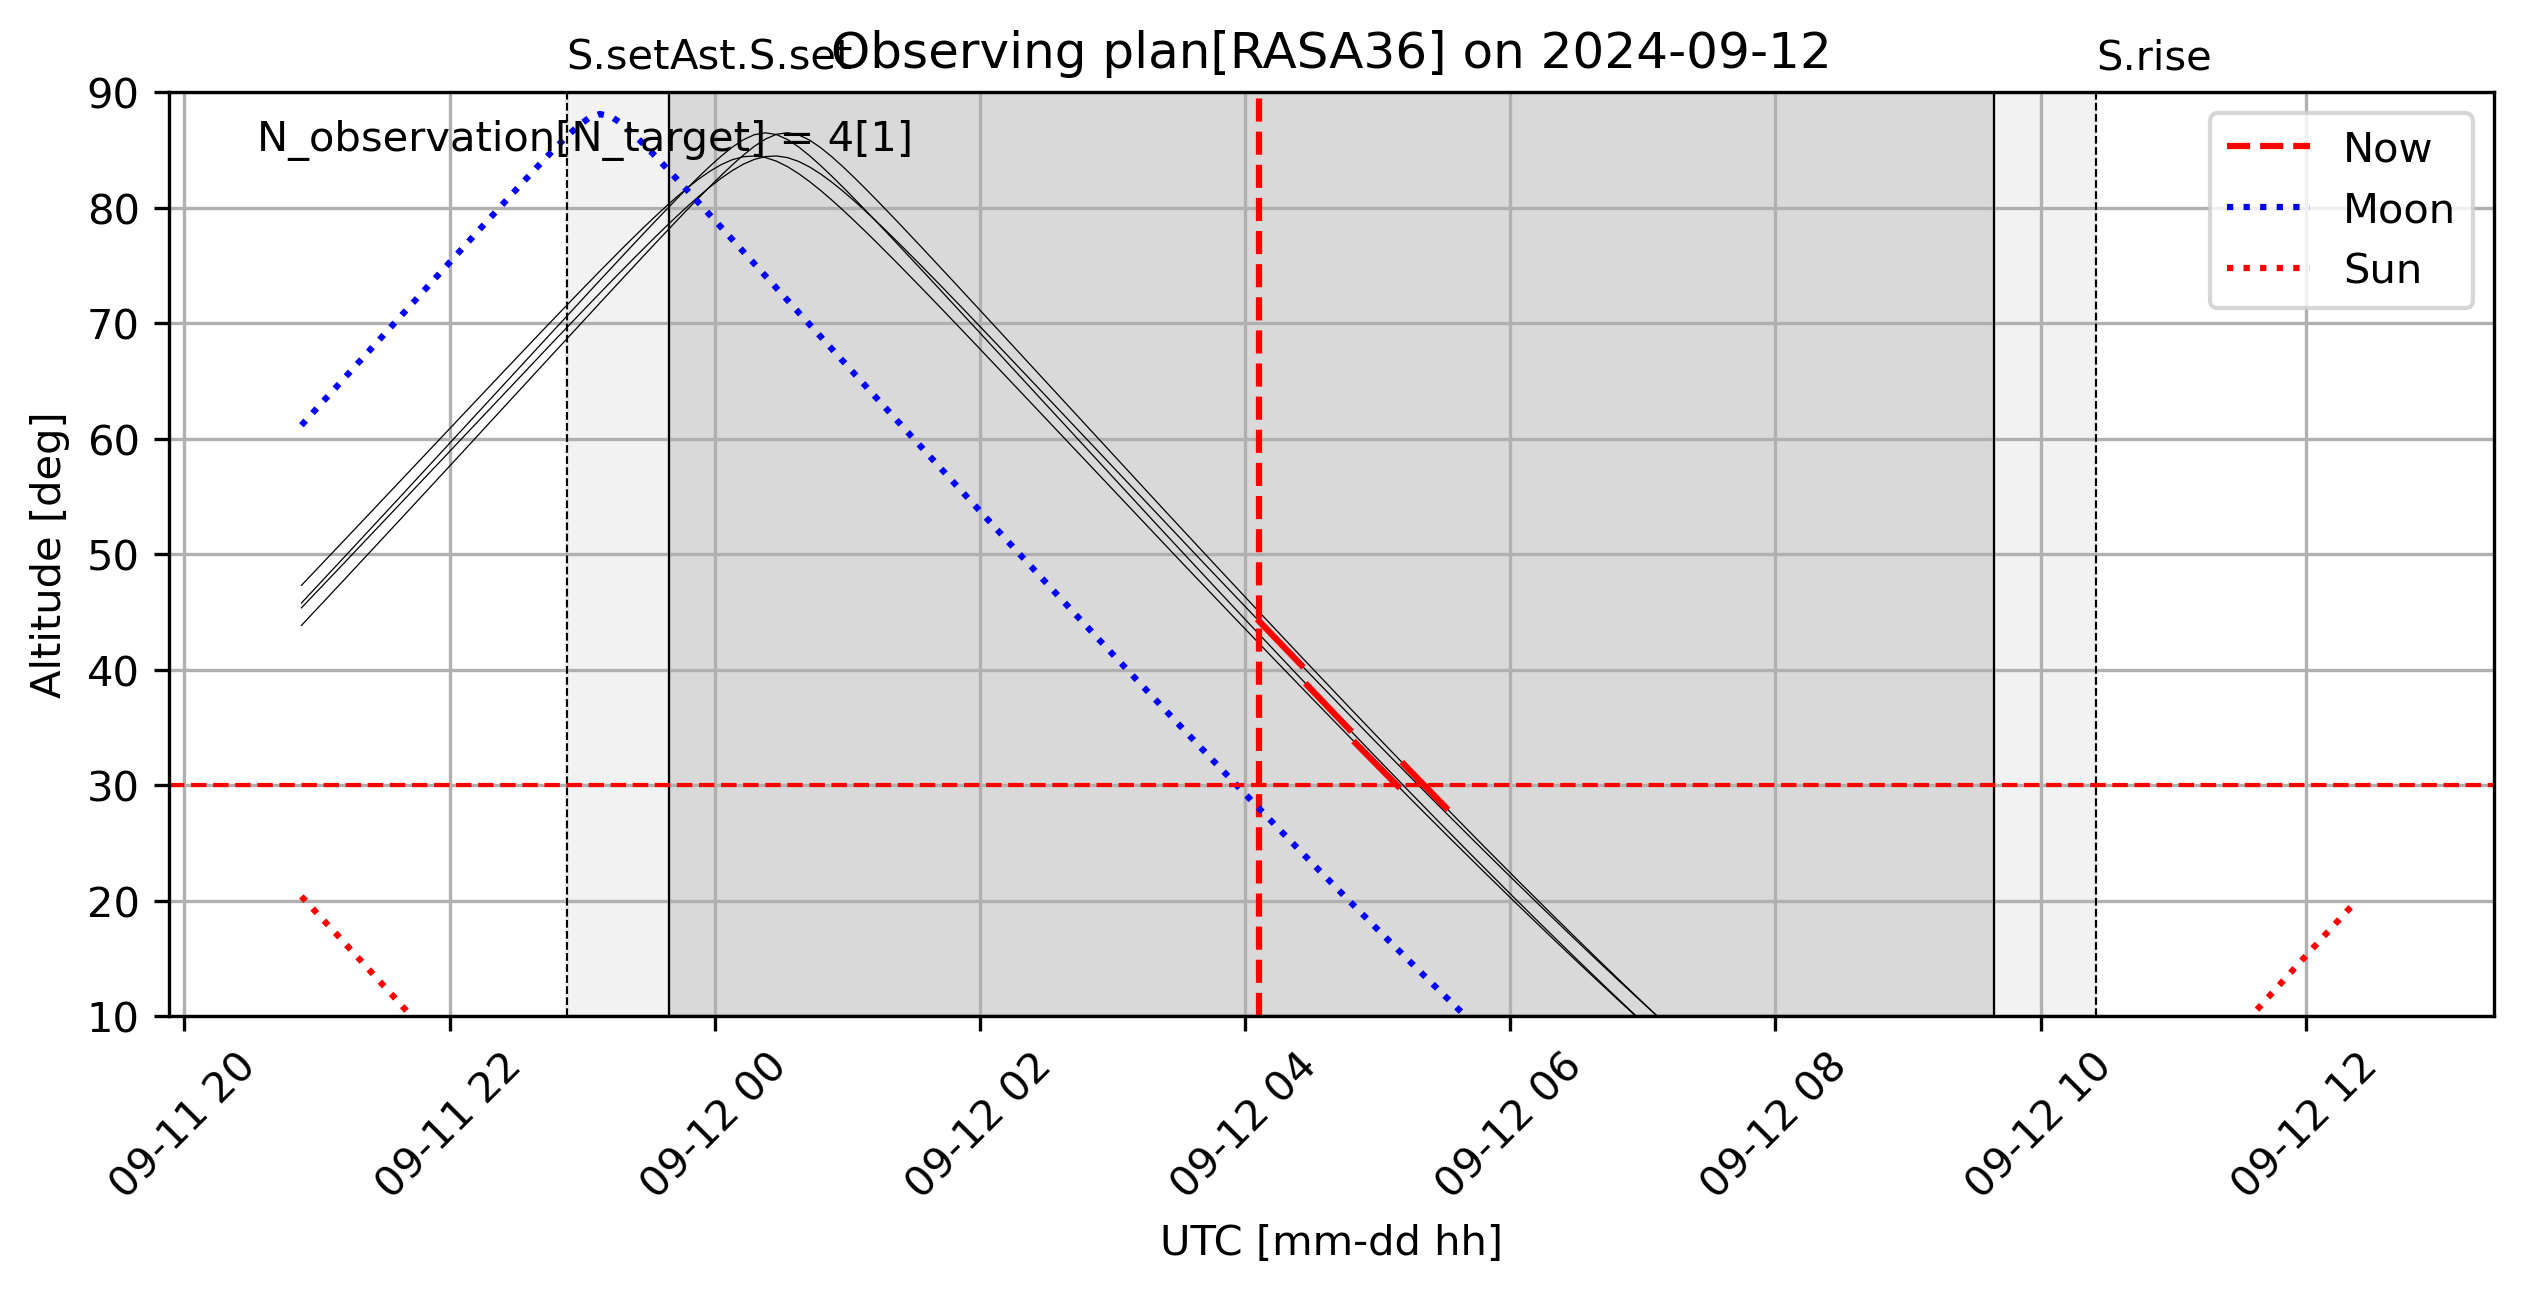 S.set Ast.S.set Observing plan[RASA36] on 2024-09-12 S.rise
N_observation[N_target] = 4[1]
Now
Moon
Sun
90
80
70
60
50
40
30
20
10
Altitude [deg]
09-11 20
09-11 22
09-12 00
09-12 02
09-12 04
09-12 06
09-12 08
09-12 10
09-12 12
UTC [mm-dd hh]